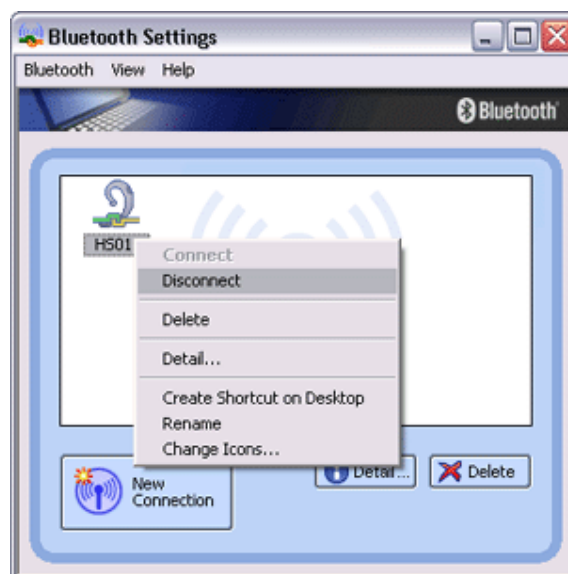 Bluetooth Settings
Bluetooth View Help
Bluetooth
HS01
Connect
Disconnect
Delete
Detail...
Create Shortcut on Desktop
Rename
Change Icons...
New
Connection
Detail...
Delete